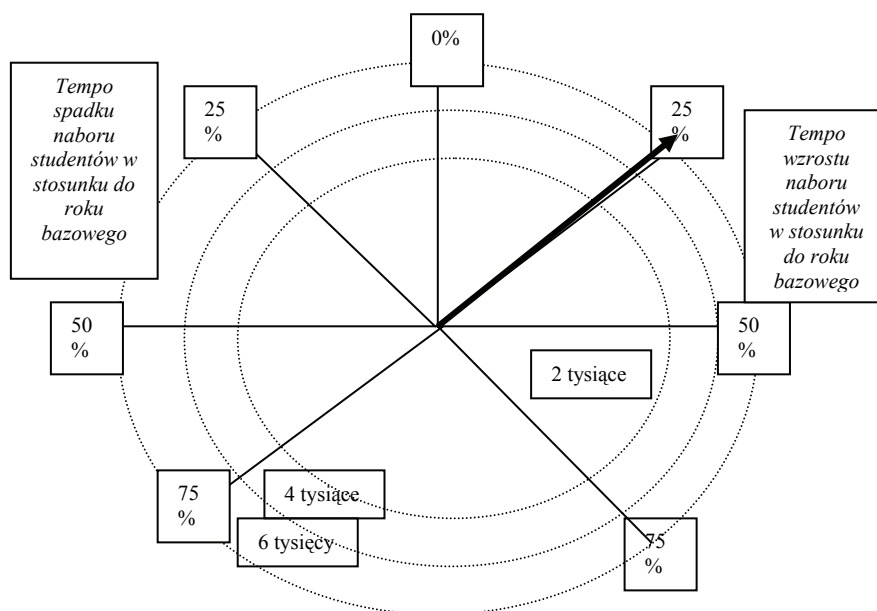 0%
Tempo
spadku
naboru
studentów w
stosunku do
roku
bazowego
25
%
25
%
Tempo
wzrostu
naboru
studentów
w stosunku
do roku
bazowego
50
%
50
%
2 tysiące
75
%
4 tysiące
6 tysięcy
75
%